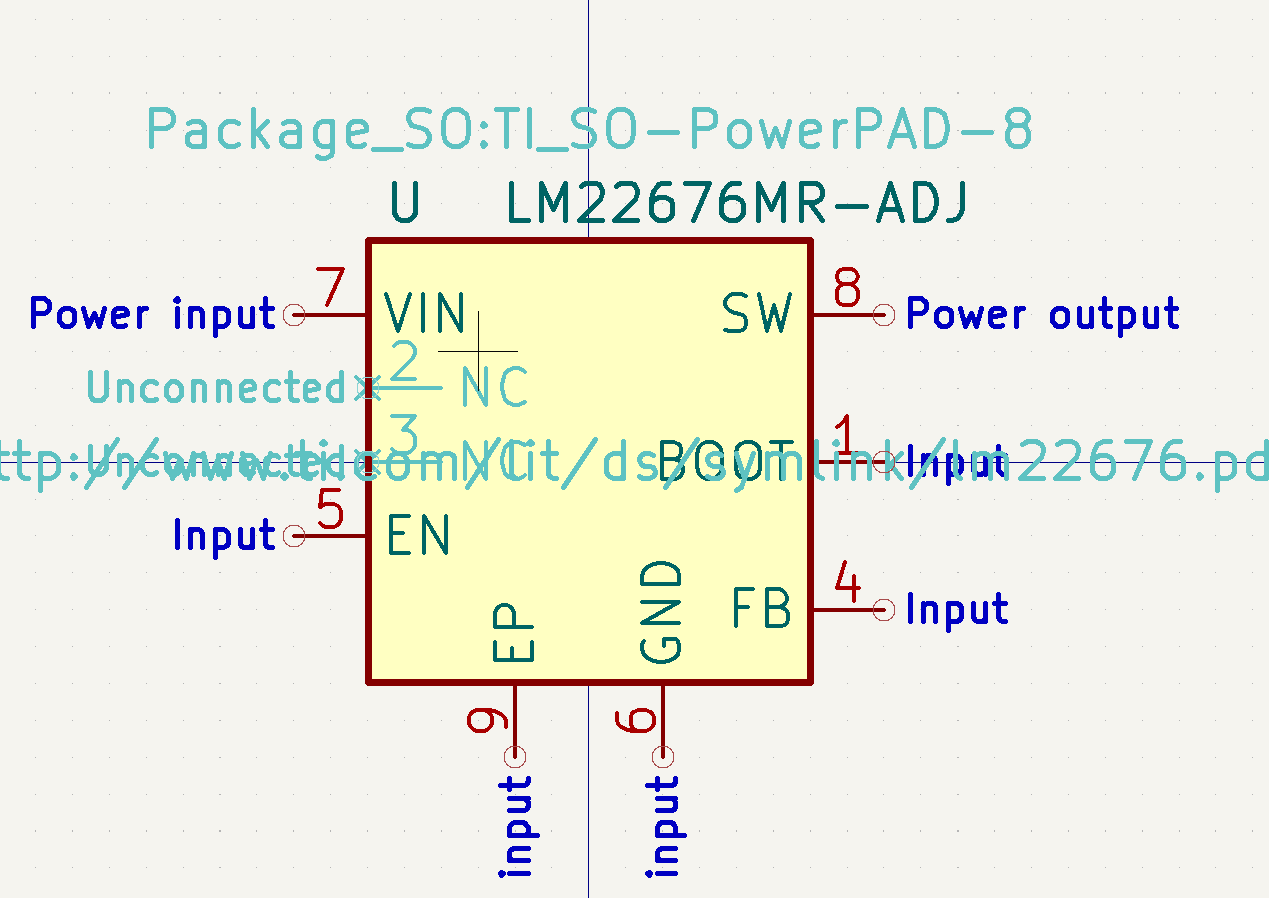 Package_SO:TI_SO-PowerPAD-8
U LM22676MR-ADJ
7 8
Power input VIN SW Power output
2
Unconnected NC
3 1
Unconnected NC BOOT Input
ttp://www.ti.com/lit/ds/symlink/lm22676.pd
5
Input EN
4
EP GND FB Input
9 6
input input